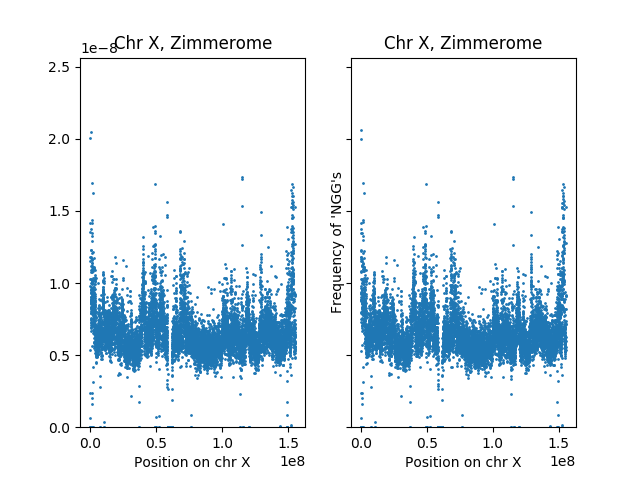 Chr X, Zimmerome
1e−8
2.5
2.0
1.5
1.0
0.5
0.0
0.0 0.5 1.0 1.5
1e8
Position on chr X
Chr X, Zimmerome
Frequency of 'NGG's
0.0 0.5 1.0 1.5
1e8
Position on chr X